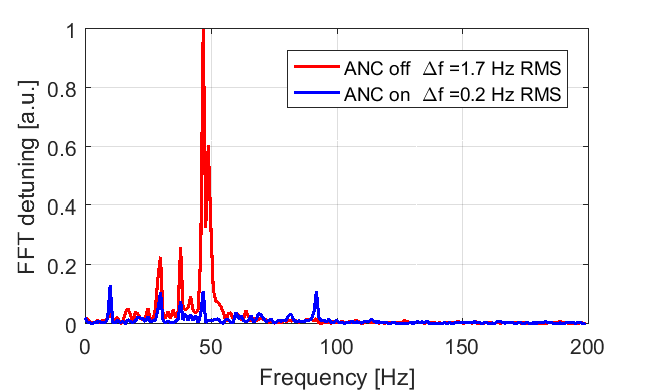 1
0.8
0.6
0.4
0.2
0
FFT detuning [a.u.]
ANC off Δf =1.7 Hz RMS
ANC on Δf =0.2 Hz RMS
0 50 100 150 200
Frequency [Hz]